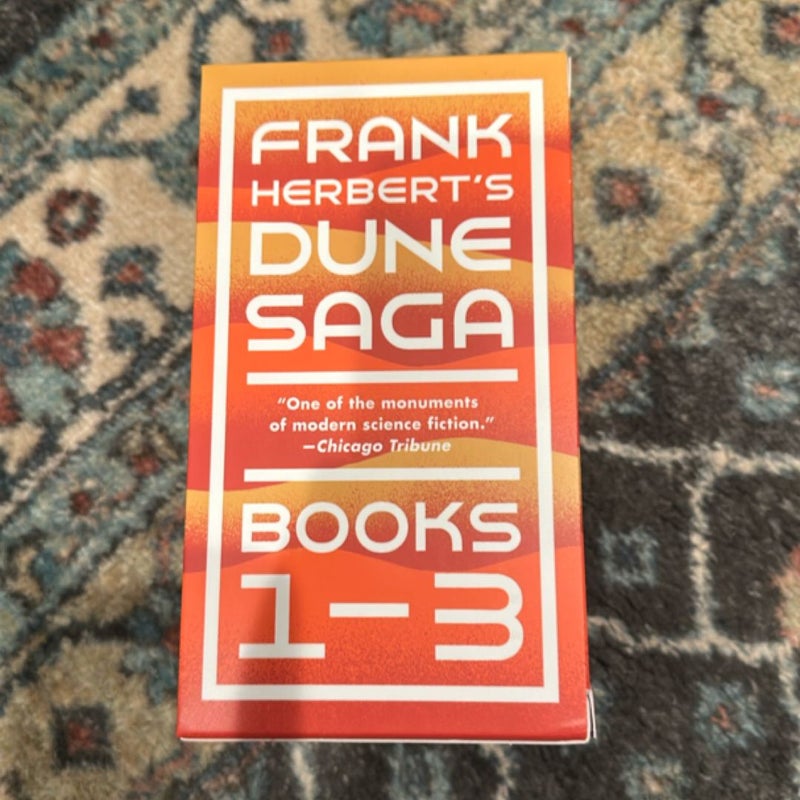 FRANK
HERBERT'S
DUNE
SAGA
“One of the monuments
of modern science fiction.”
—Chicago Tribune
BOOKS
1–3